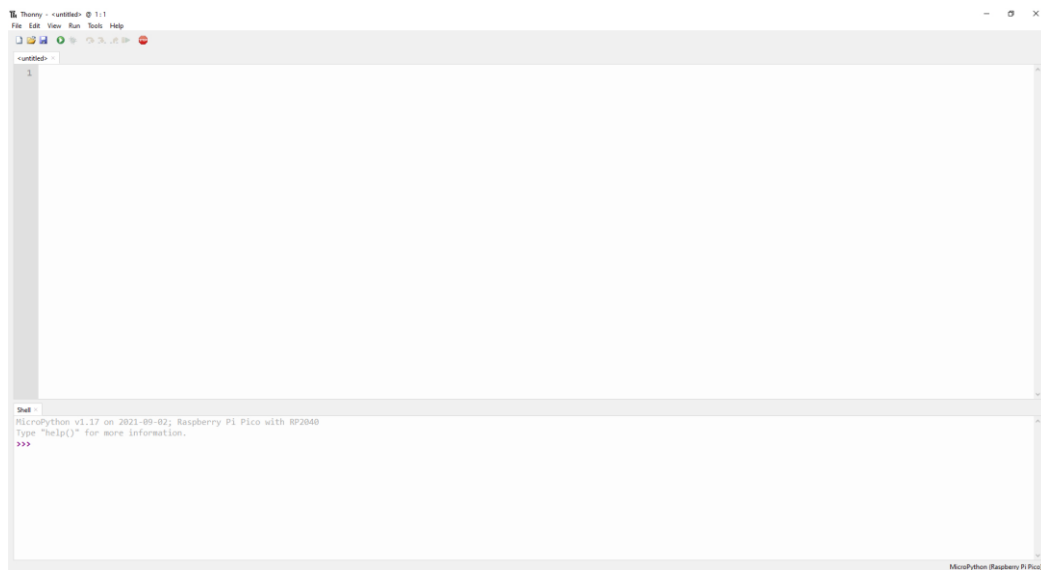 Thonny - <untitled> @ 1:1
File Edit View Run Tools Help
<untitled>
1
Shell
MicroPython v1.17 on 2021-09-02; Raspberry Pi Pico with RP2040
Type "help()" for more information.
>>>
MicroPython (Raspberry Pi Pico)